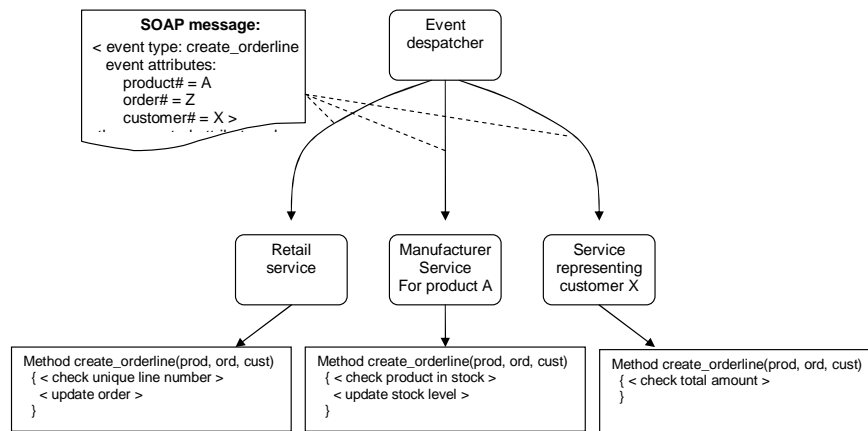 SOAP message:
< event type: create_orderline
event attributes:
product# = A
order# = Z
customer# = X >
Event
despatcher
Retail
service
Manufacturer
Service
For product A
Service
representing
customer X
Method create_orderline(prod, ord, cust)
{ < check unique line number >
< update order >
}
Method create_orderline(prod, ord, cust)
{ < check product in stock >
< update stock level >
}
Method create_orderline(prod, ord, cust)
{ < check total amount >
}